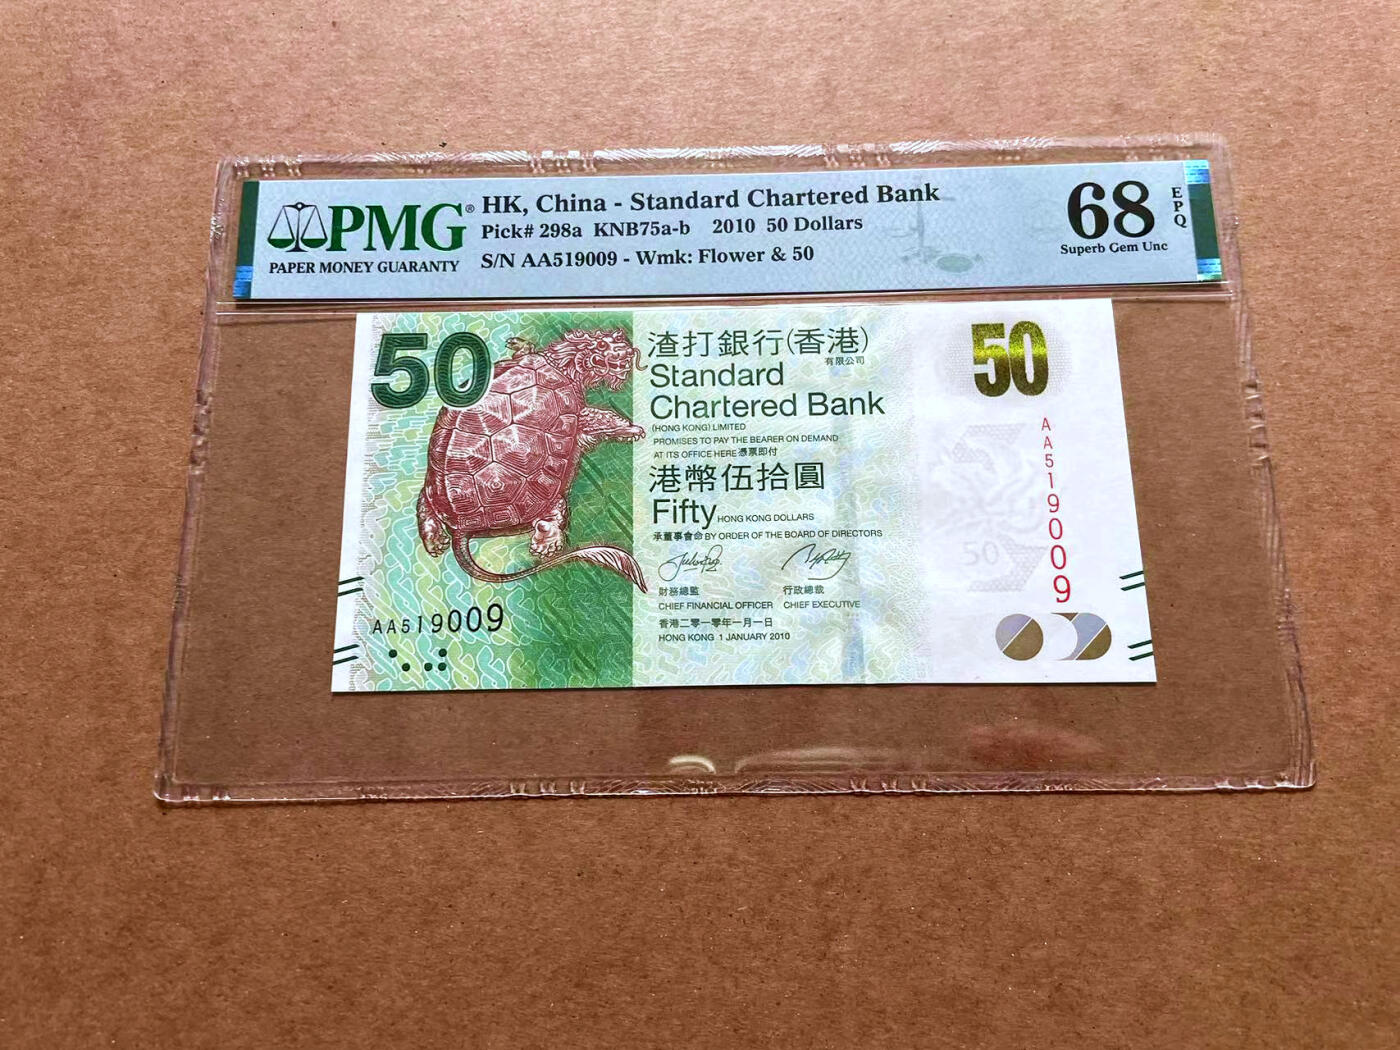 PMG®
PAPER MONEY GUARANTY
HK, China - Standard Chartered Bank
Pick# 298a KNB75a-b 2010 50 Dollars
S/N AA519009 - Wmk: Flower & 50
68
Superb Gem Unc
EPQ
50
渣打銀行(香港)
有限公司
Standard
Chartered Bank
(HONG KONG) LIMITED
PROMISES TO PAY THE BEARER ON DEMAND
AT ITS OFFICE HERE 憑票即付
港幣伍拾圓
Fifty HONG KONG DOLLARS
承董事會命 BY ORDER OF THE BOARD OF DIRECTORS
財務總監 行政總裁
CHIEF FINANCIAL OFFICER CHIEF EXECUTIVE
香港二零一零年一月一日
HONG KONG 1 JANUARY 2010
AA519009
50
AA519009
50